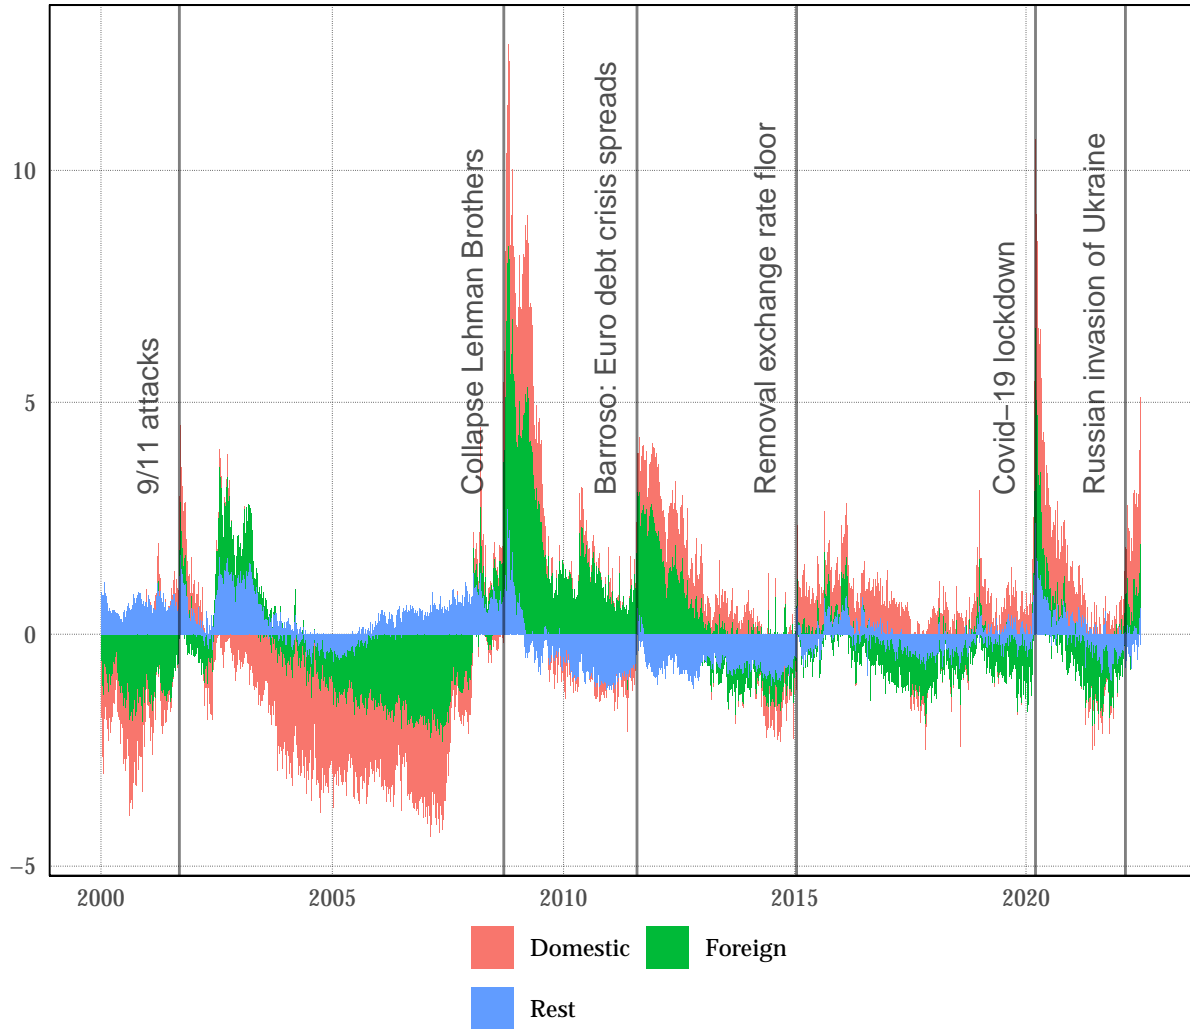 10
5
0
−5
9/11 attacks
Collapse Lehman Brothers
Barroso: Euro debt crisis spreads
Removal exchange rate floor
Covid−19 lockdown
Russian invasion of Ukraine
2000
2005
2010
2015
2020
Domestic
Foreign
Rest